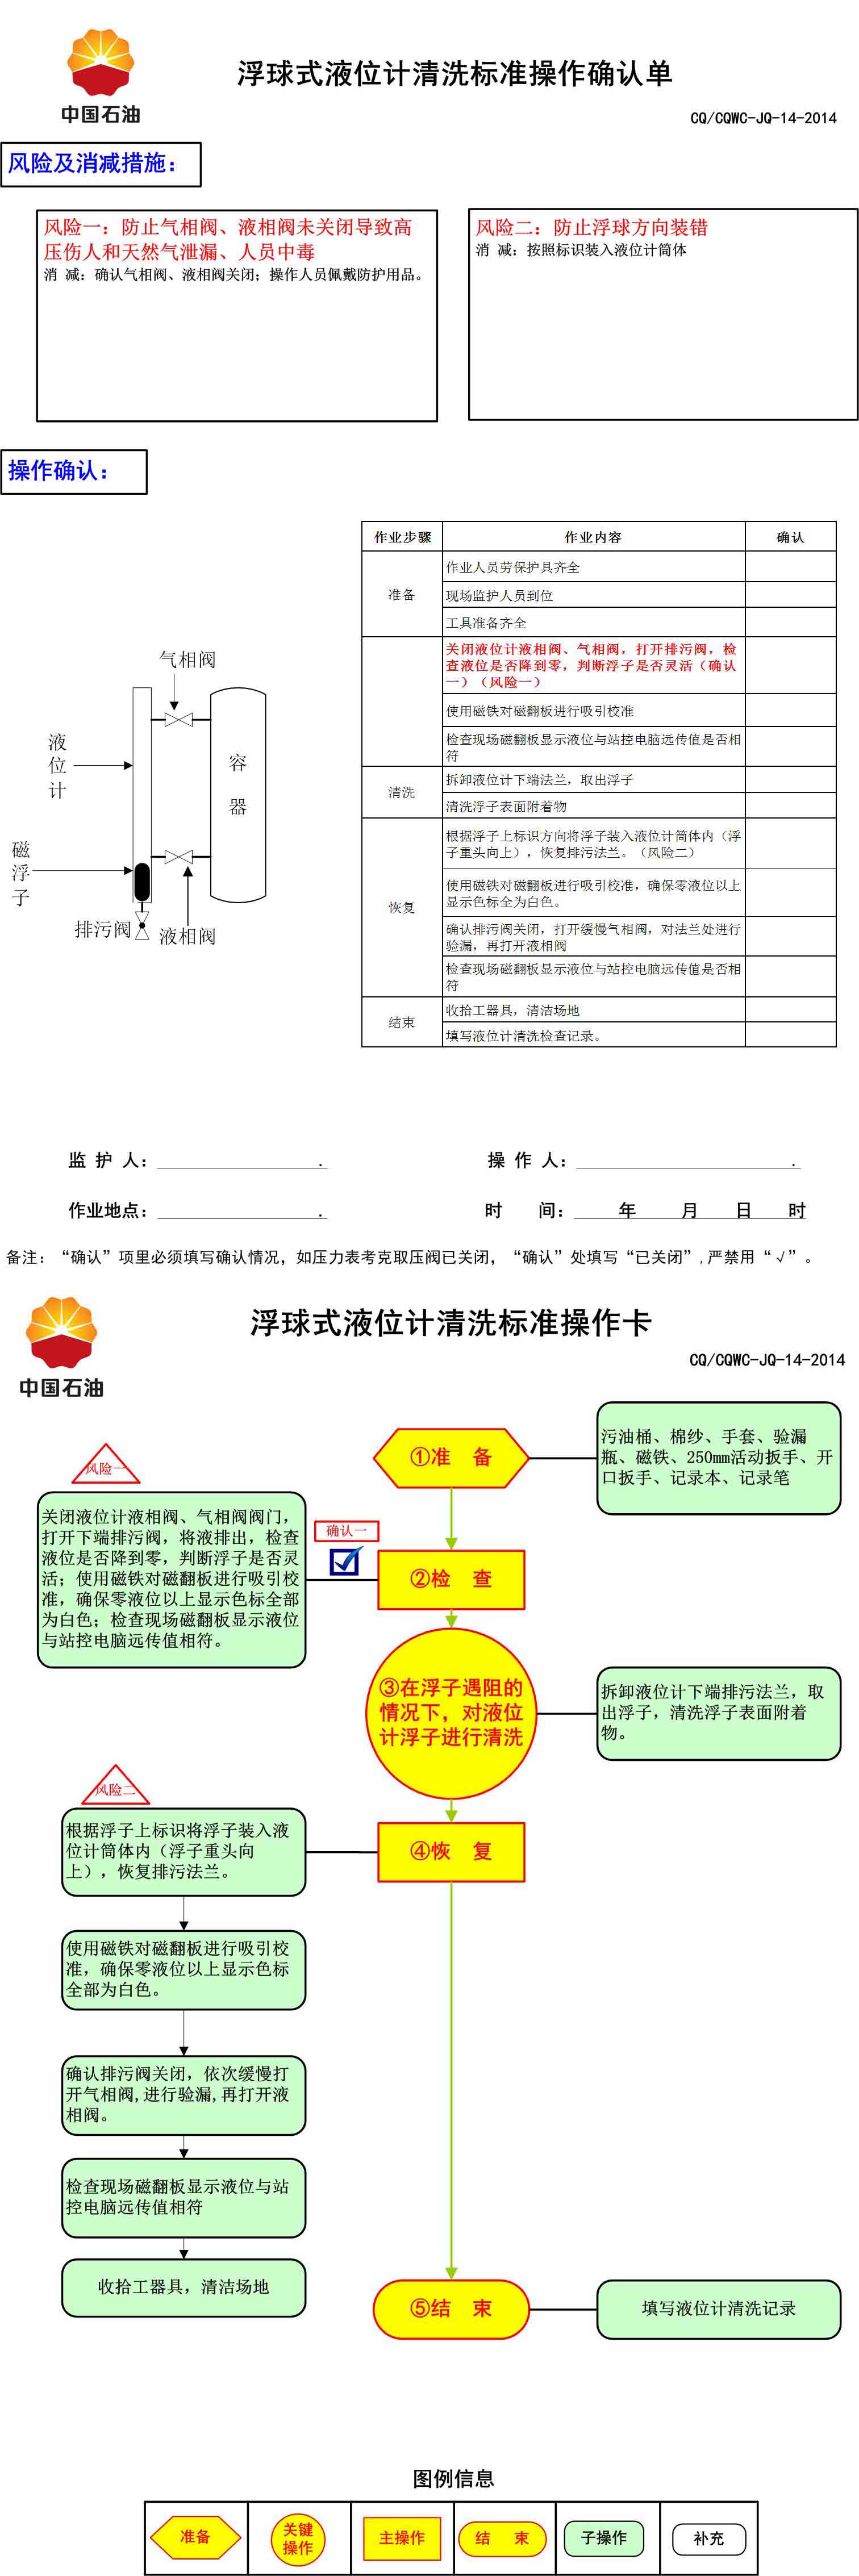 中国石油
浮球式液位计清洗标准操作确认单
CQ/CQWC-JQ-14-2014
风险及消减措施：
风险一：防止气相阀、液相阀未关闭导致高
压伤人和天然气泄漏、人员中毒
消 减：确认气相阀、液相阀关闭；操作人员佩戴防护用品。
风险二：防止浮球方向装错
消 减：按照标识装入液位计筒体
操作确认：
气相阀
液位计
容器
磁浮子
排污阀
液相阀
作业步骤 作业内容 确认
准备
作业人员劳保护具齐全
现场监护人员到位
工具准备齐全
关闭液位计液相阀、气相阀，打开排污阀，检
查液位是否降到零，判断浮子是否灵活（确认
一）（风险一）
使用磁铁对磁翻板进行吸引校准
检查现场磁翻板显示液位与站控电脑远传值是否相
符
清洗
拆卸液位计下端法兰，取出浮子
清洗浮子表面附着物
恢复
根据浮子上标识方向将浮子装入液位计筒体内（浮
子重头向上），恢复排污法兰。（风险二）
使用磁铁对磁翻板进行吸引校准，确保零液位以上
显示色标全为白色。
确认排污阀关闭，打开缓慢气相阀，对法兰处进行
验漏，再打开液相阀
检查现场磁翻板显示液位与站控电脑远传值是否相
符
结束
收拾工器具，清洁场地
填写液位计清洗检查记录。
监 护 人： . 操 作 人： .
作业地点： . 时 间： 年 月 日 时
备注：“确认”项里必须填写确认情况，如压力表考克取压阀已关闭，“确认”处填写“已关闭”,严禁用“√”。
中国石油
浮球式液位计清洗标准操作卡
CQ/CQWC-JQ-14-2014
①准 备
污油桶、棉纱、手套、验漏
瓶、磁铁、250mm活动扳手、开
口扳手、记录本、记录笔
风险一
关闭液位计液相阀、气相阀阀门，
打开下端排污阀，将液排出，检查
液位是否降到零，判断浮子是否灵
活；使用磁铁对磁翻板进行吸引校
准，确保零液位以上显示色标全部
为白色；检查现场磁翻板显示液位
与站控电脑远传值相符。
确认一
②检 查
③在浮子遇阻的
情况下，对液位
计浮子进行清洗
拆卸液位计下端排污法兰，取
出浮子，清洗浮子表面附着
物。
风险二
根据浮子上标识将浮子装入液
位计筒体内（浮子重头向
上），恢复排污法兰。
④恢 复
使用磁铁对磁翻板进行吸引校
准，确保零液位以上显示色标
全部为白色。
确认排污阀关闭，依次缓慢打
开气相阀,进行验漏,再打开液
相阀。
检查现场磁翻板显示液位与站
控电脑远传值相符
收拾工器具，清洁场地
⑤结 束
填写液位计清洗记录
图例信息
准备
关键
操作
主操作
结 束
子操作
补充